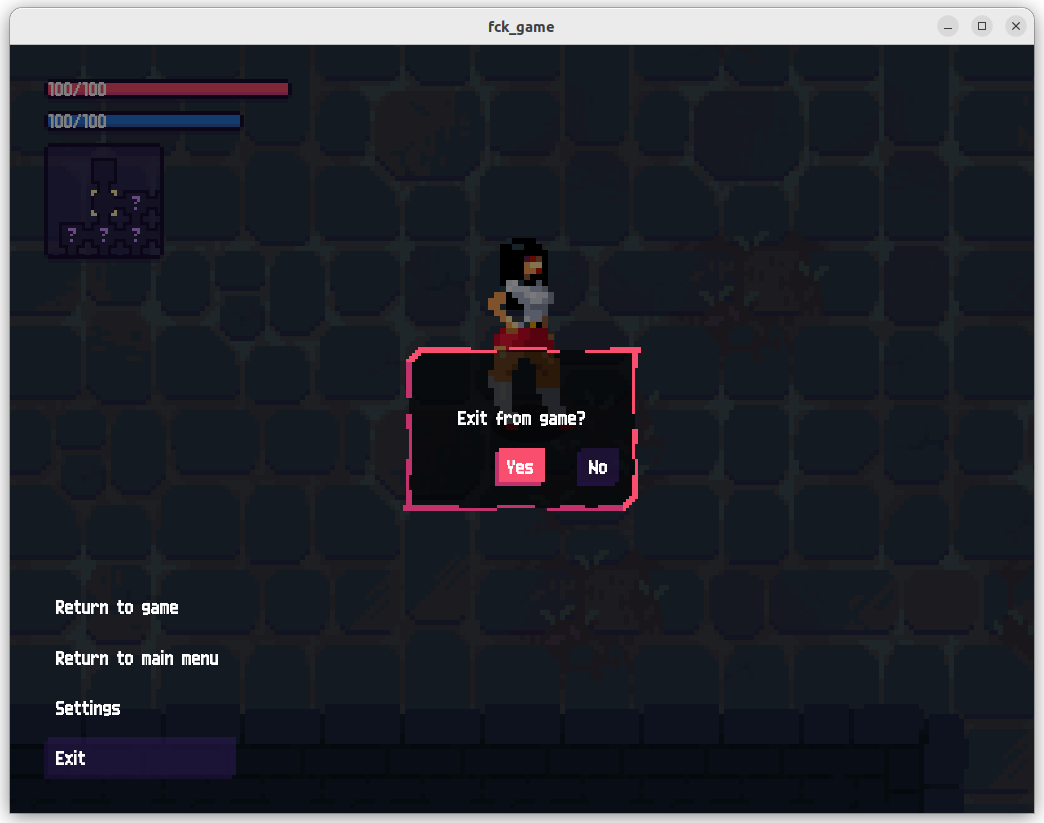 fck_game
100/100
100/100
?
? ? ?
Exit from game?
Yes No
Return to game
Return to main menu
Settings
Exit